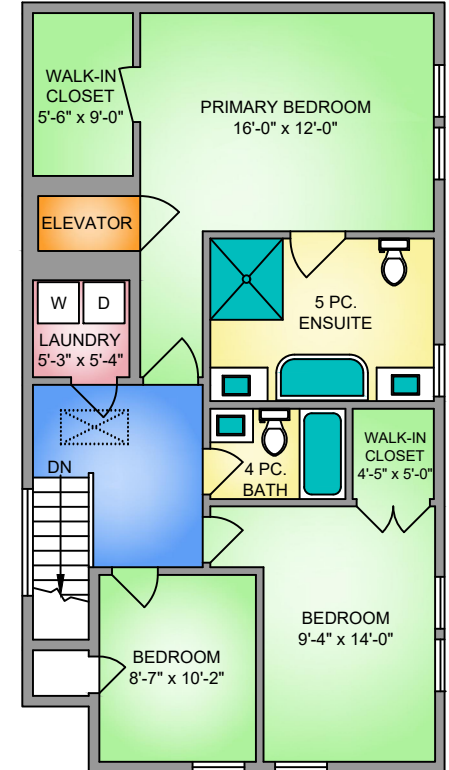 WALK-IN
CLOSET
5'-6" x 9'-0"
PRIMARY BEDROOM
16'-0" x 12'-0"
ELEVATOR
W
D
LAUNDRY
5'-3" x 5'-4"
5 PC.
ENSUITE
DN
4 PC.
BATH
WALK-IN
CLOSET
4'-5" x 5'-0"
BEDROOM
9'-4" x 14'-0"
BEDROOM
8'-7" x 10'-2"